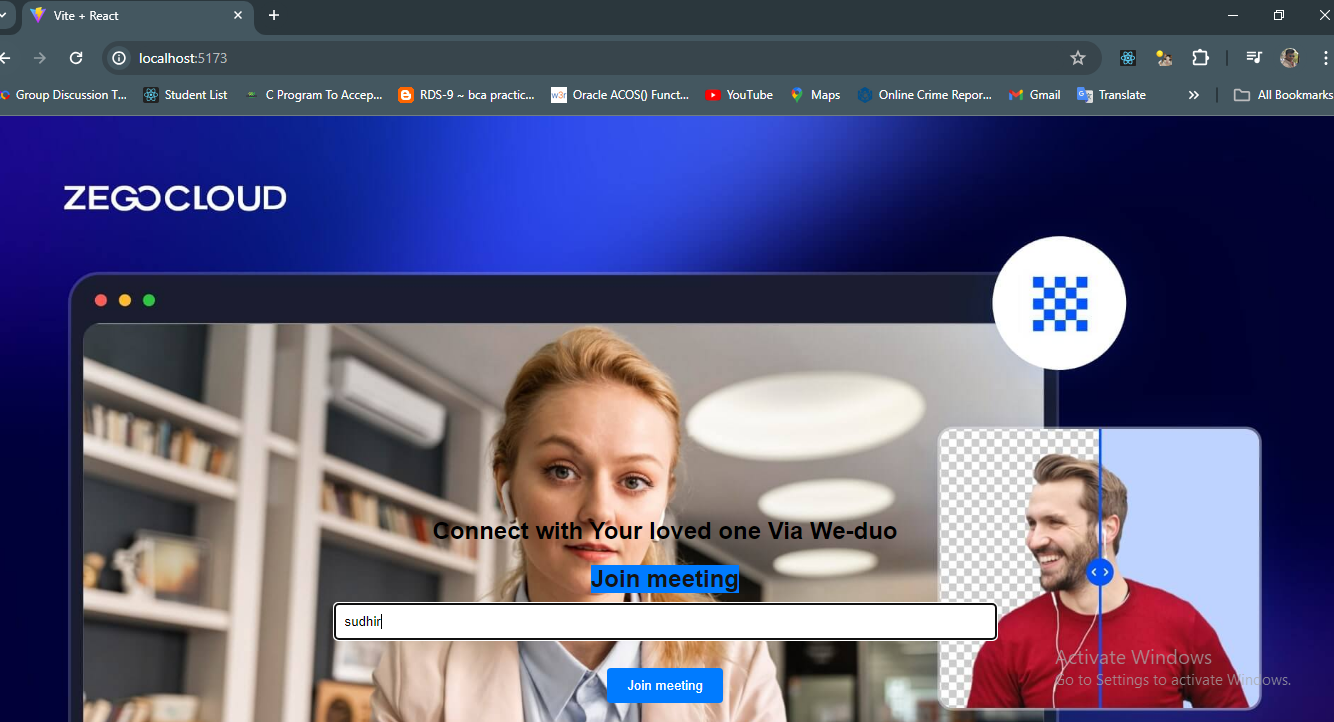 Vite + React
localhost:5173
Group Discussion T... Student List C Program To Accep... RDS-9 ~ bca practic... Oracle ACOS() Funct... YouTube Maps Online Crime Repor... Gmail Translate » All Bookmarks
ZEGOCLOUD
Connect with Your loved one Via We-duo
Join meeting
sudhir
Join meeting
Activate Windows
Go to Settings to activate Windows.